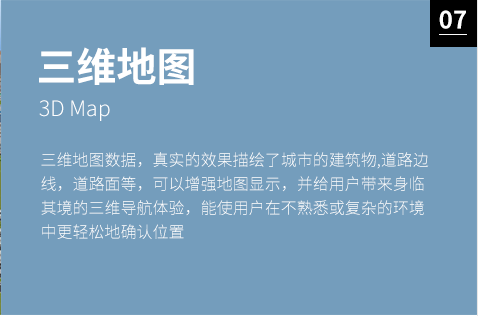 07
三维地图
3D Map
三维地图数据，真实的效果描绘了城市的建筑物,道路边
线，道路面等，可以增强地图显示，并给用户带来身临
其境的三维导航体验，能使用户在不熟悉或复杂的环境
中更轻松地确认位置